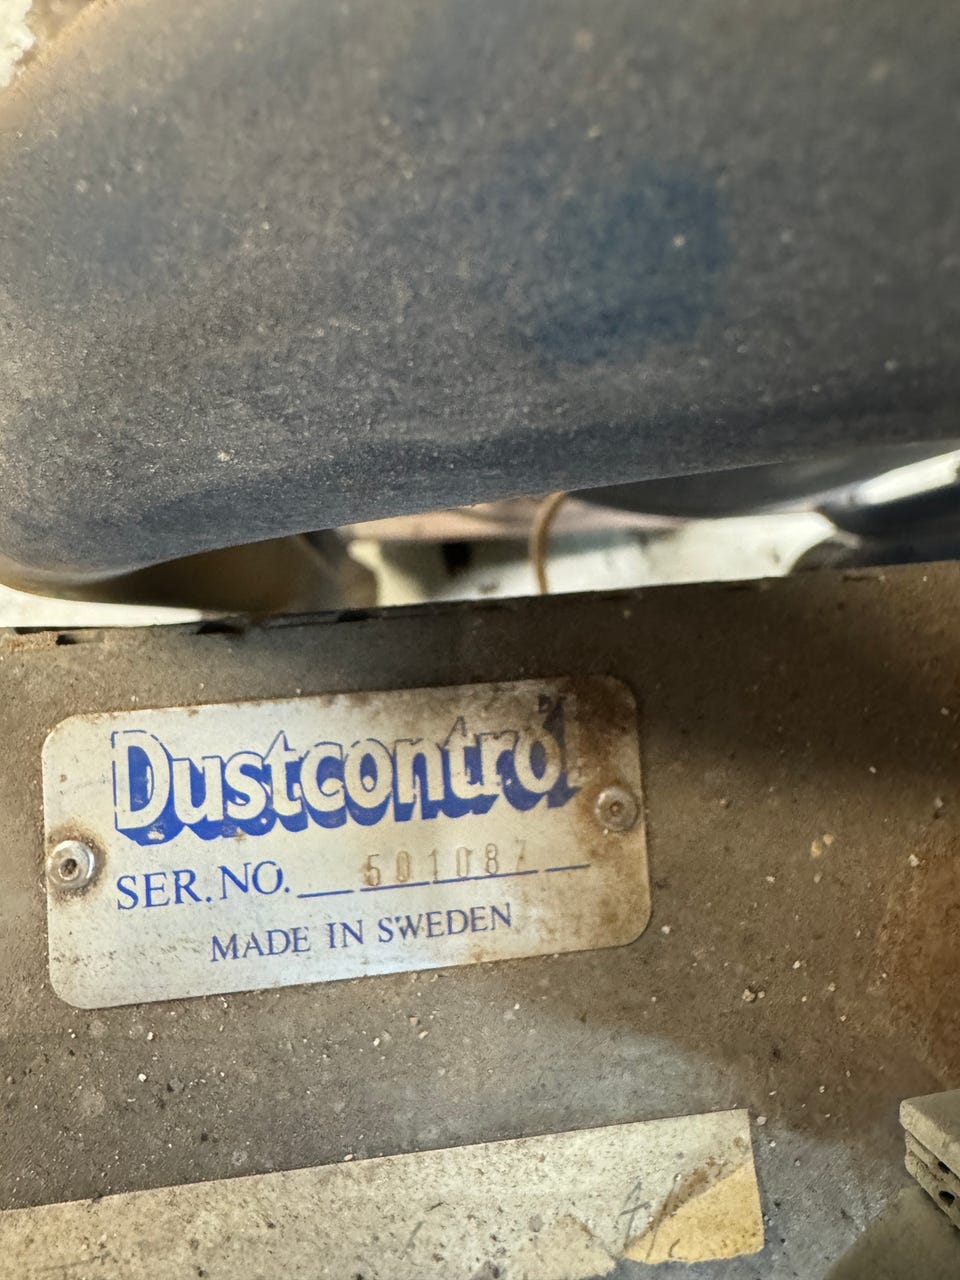 Dustcontrol
SER. NO. 501087
MADE IN SWEDEN